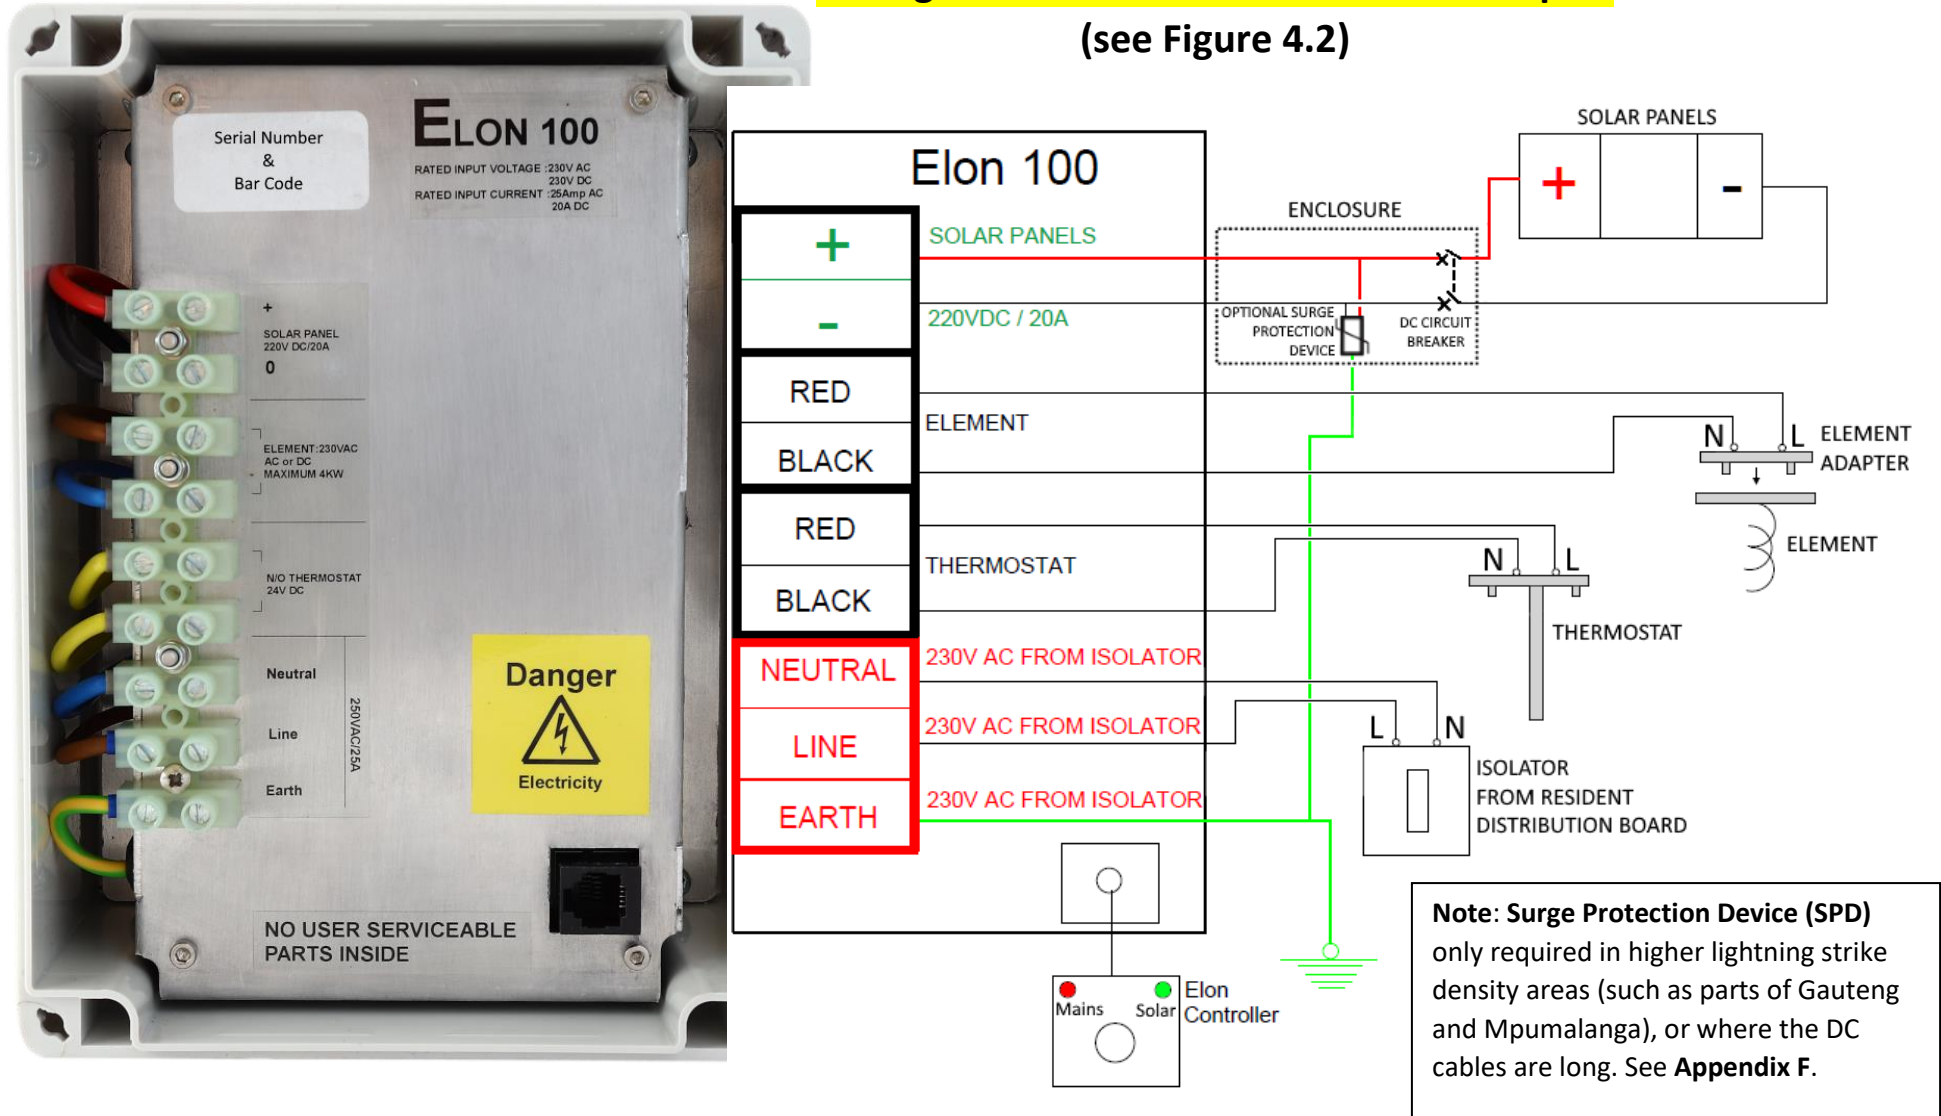 (see Figure 4.2)
Serial Number
&
Bar Code
ELON 100
RATED INPUT VOLTAGE :230V AC
230V DC
RATED INPUT CURRENT :25Amp AC
20A DC
+
SOLAR PANEL
220V DC/20A
0
ELEMENT:230VAC
AC or DC
MAXIMUM 4KW
N/O THERMOSTAT
24V DC
Neutral
Line
Earth
250VAC/25A
Danger
Electricity
NO USER SERVICEABLE
PARTS INSIDE
Elon 100
+
SOLAR PANELS
-
220VDC / 20A
RED
ELEMENT
BLACK
RED
THERMOSTAT
BLACK
NEUTRAL
230V AC FROM ISOLATOR
LINE
230V AC FROM ISOLATOR
EARTH
230V AC FROM ISOLATOR
SOLAR PANELS
+ -
ENCLOSURE
OPTIONAL SURGE
PROTECTION
DEVICE
DC CIRCUIT
BREAKER
N L
ELEMENT
ADAPTER
ELEMENT
N L
THERMOSTAT
L N
ISOLATOR
FROM RESIDENT
DISTRIBUTION BOARD
Mains
Solar
Elon
Controller
Note: Surge Protection Device (SPD)
only required in higher lightning strike
density areas (such as parts of Gauteng
and Mpumalanga), or where the DC
cables are long. See Appendix F.